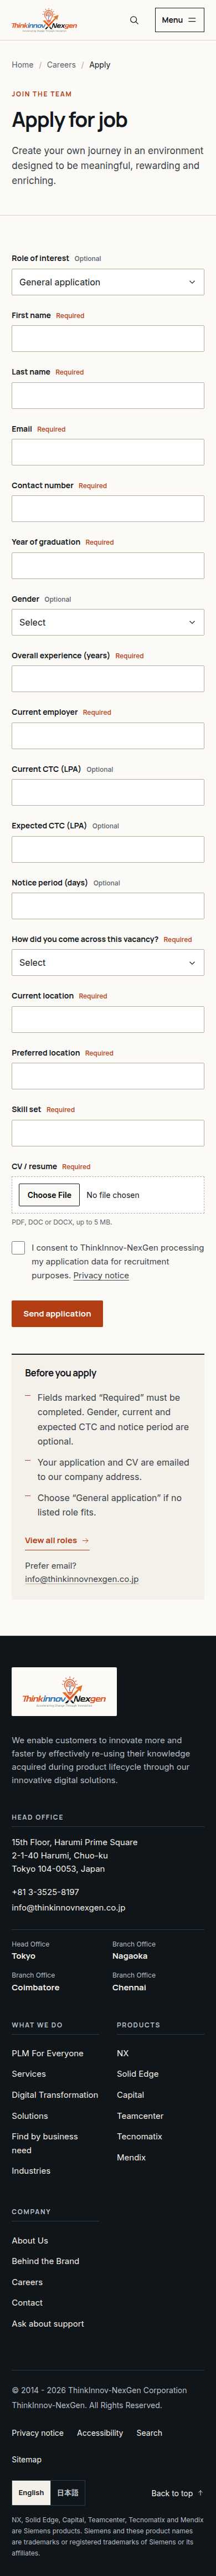 ThinkInnovNexgen
Menu
Home / Careers / Apply
JOIN THE TEAM
Apply for job
Create your own journey in an environment
designed to be meaningful, rewarding and
enriching.
Role of interest Optional
General application
First name Required
Last name Required
Email Required
Contact number Required
Year of graduation Required
Gender Optional
Select
Overall experience (years) Required
Current employer Required
Current CTC (LPA) Optional
Expected CTC (LPA) Optional
Notice period (days) Optional
How did you come across this vacancy? Required
Select
Current location Required
Preferred location Required
Skill set Required
CV / resume Required
Choose File No file chosen
PDF, DOC or DOCX, up to 5 MB.
I consent to ThinkInnov-NexGen processing
my application data for recruitment
purposes. Privacy notice
Send application
Before you apply
Fields marked “Required” must be
completed. Gender, current and
expected CTC and notice period are
optional.
Your application and CV are emailed
to our company address.
Choose “General application” if no
listed role fits.
View all roles →
Prefer email?
info@thinkinnovnexgen.co.jp
ThinkInnovNexgen
We enable customers to innovate more and
faster by effectively re-using their knowledge
acquired during product lifecycle through our
innovative digital solutions.
HEAD OFFICE
15th Floor, Harumi Prime Square
2-1-40 Harumi, Chuo-ku
Tokyo 104-0053, Japan
+81 3-3525-8197
info@thinkinnovnexgen.co.jp
Head Office
Tokyo
Branch Office
Nagaoka
Branch Office
Coimbatore
Branch Office
Chennai
WHAT WE DO
PLM For Everyone
Services
Digital Transformation
Solutions
Find by business
need
Industries
PRODUCTS
NX
Solid Edge
Capital
Teamcenter
Tecnomatix
Mendix
COMPANY
About Us
Behind the Brand
Careers
Contact
Ask about support
© 2014 - 2026 ThinkInnov-NexGen Corporation
ThinkInnov-NexGen. All Rights Reserved.
Privacy notice Accessibility Search
Sitemap
English 日本語
Back to top ↑
NX, Solid Edge, Capital, Teamcenter, Tecnomatix and Mendix
are Siemens products. Siemens and these product names
are trademarks or registered trademarks of Siemens or its
affiliates.